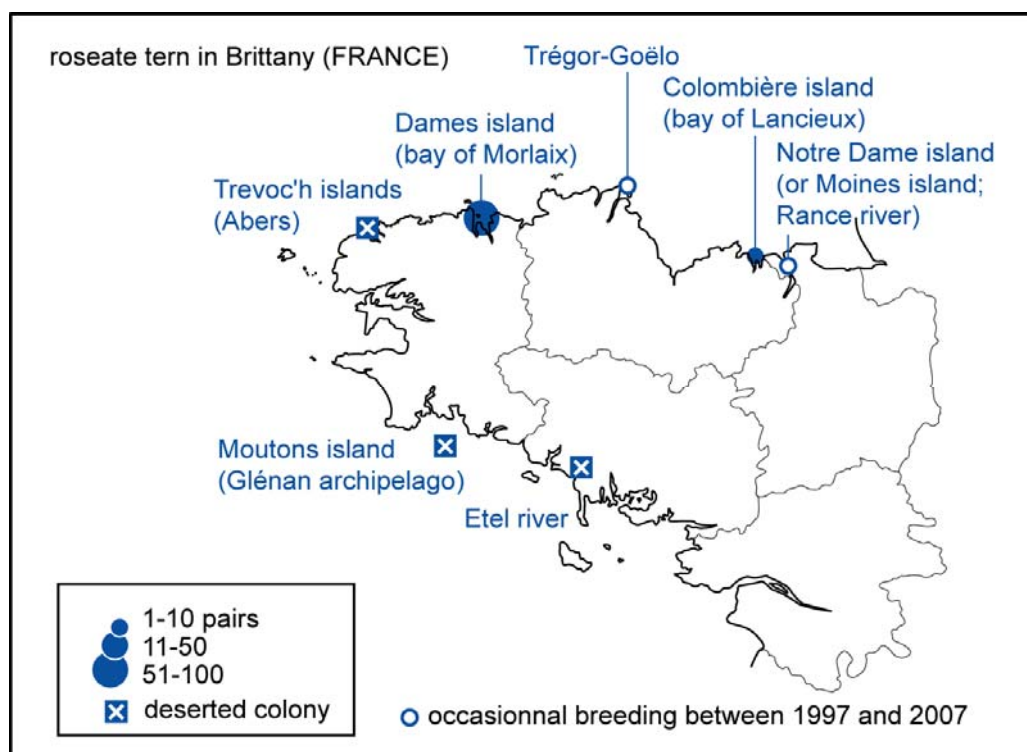 roseate tern in Brittany (FRANCE)
Trégor-Goëlo
Colombière island
(bay of Lancieux)
Dames island
(bay of Morlaix)
Notre Dame island
(or Moines island;
Rance river)
Trevoc'h islands
(Abers)
Moutons island
(Glénan archipelago)
Etel river
1-10 pairs
11-50
51-100
deserted colony
occasionnal breeding between 1997 and 2007